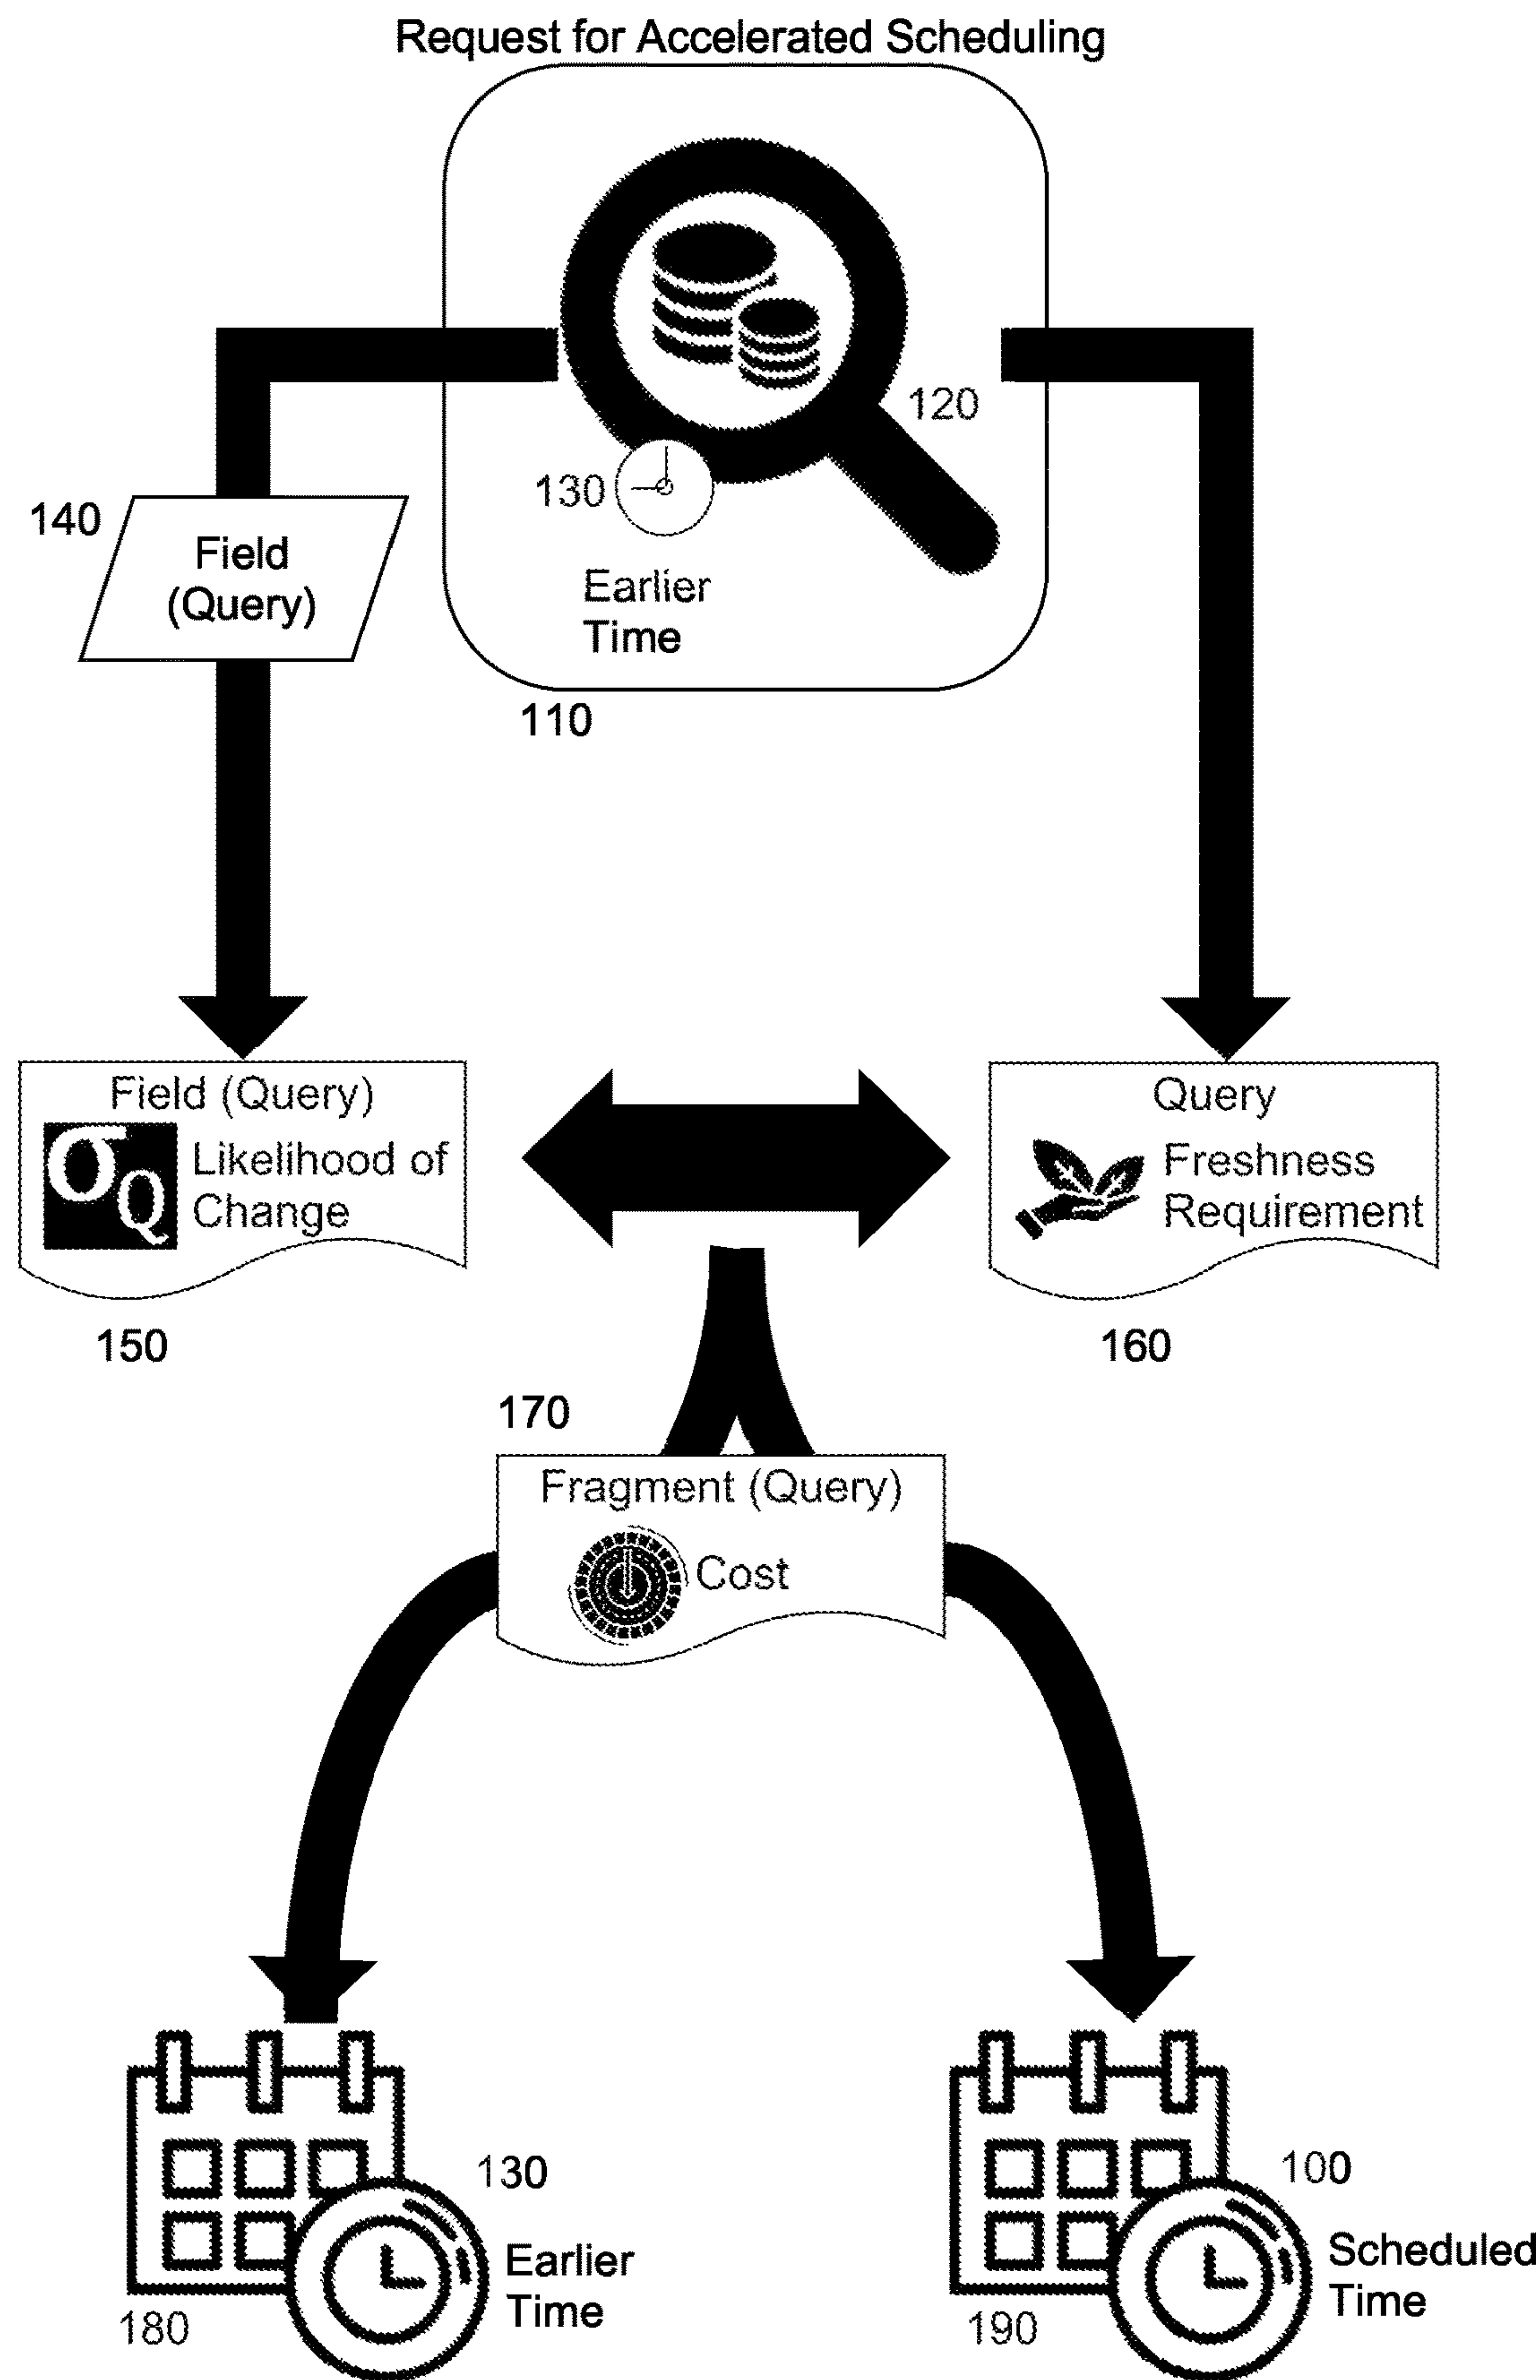 Request for Accelerated Scheduling
120
130
Earlier
Time
140
Field
(Query)
110
Field (Query)
σQ
Likelihood of
Change
150
Query
Freshness
Requirement
160
170
Fragment (Query)
Cost
130
Earlier
Time
180
100
Scheduled
Time
190